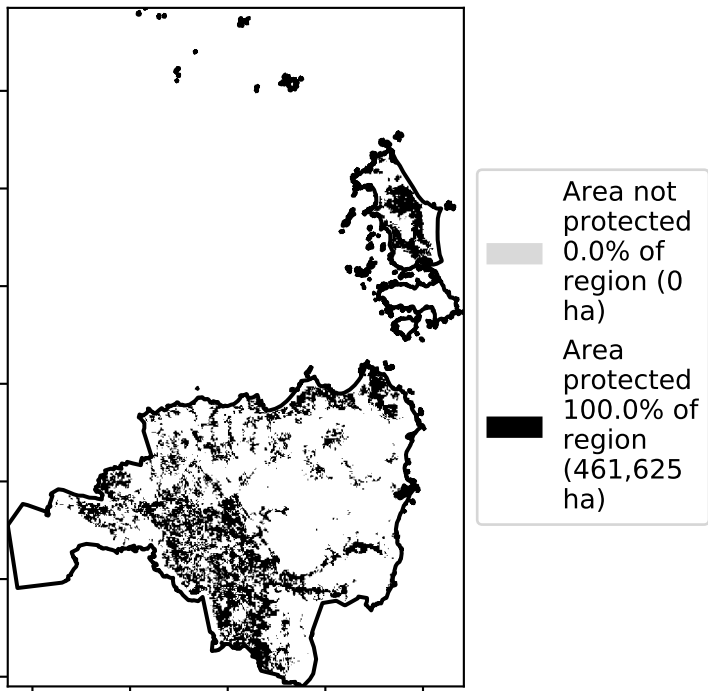 Area not
protected
0.0% of
region (0
ha)
Area
protected
100.0% of
region
(461,625
ha)